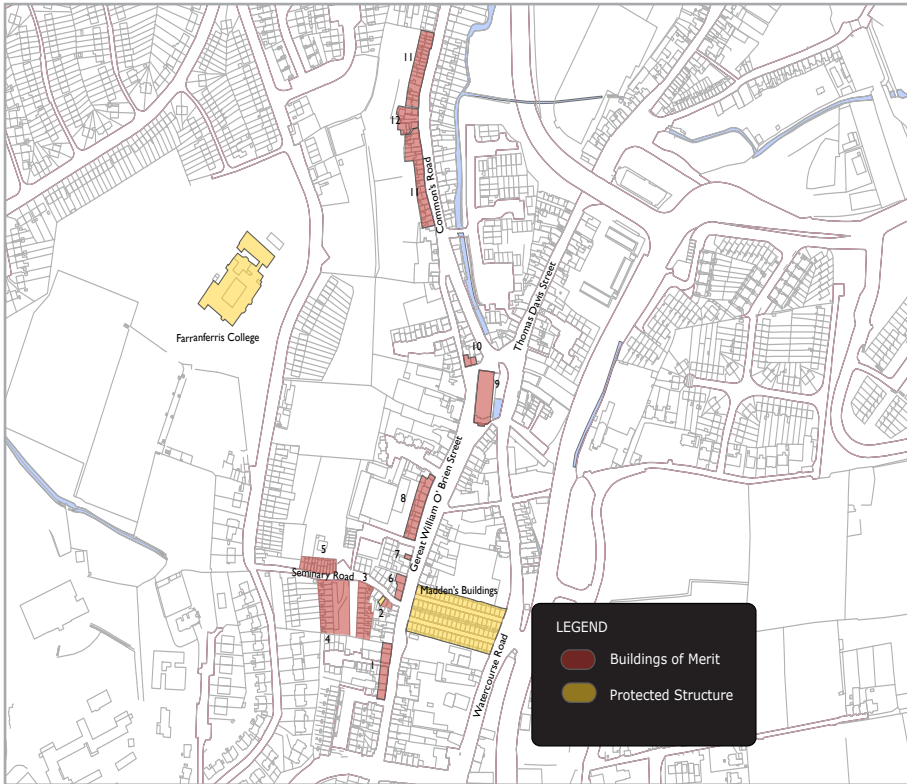 11
12
11
Common's Road
Thomas Davis Street
Farranferris College
10
9
Gereat William O' Brien Street
8
5
7
Seminary Road
3
6
Madden's Buildings
2
4
1
Watercourse Road
LEGEND
Buildings of Merit
Protected Structure